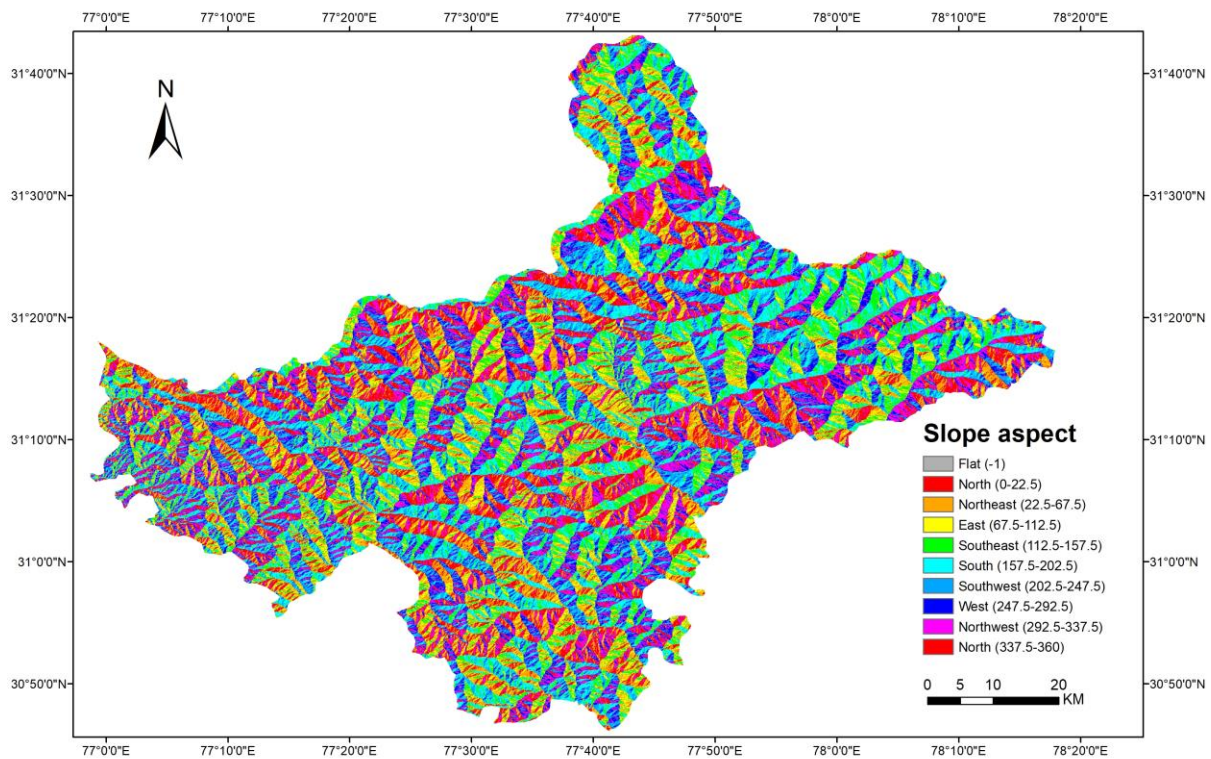 77°0'0"E 77°10'0"E 77°20'0"E 77°30'0"E 77°40'0"E 77°50'0"E 78°0'0"E 78°10'0"E 78°20'0"E
31°40'0"N 31°40'0"N
N
31°30'0"N 31°30'0"N
31°20'0"N 31°20'0"N
31°10'0"N 31°10'0"N
Slope aspect
Flat (-1)
North (0-22.5)
Northeast (22.5-67.5)
East (67.5-112.5)
Southeast (112.5-157.5)
31°0'0"N 31°0'0"N
South (157.5-202.5)
Southwest (202.5-247.5)
West (247.5-292.5)
Northwest (292.5-337.5)
North (337.5-360)
30°50'0"N 30°50'0"N
0 5 10 20
KM
77°0'0"E 77°10'0"E 77°20'0"E 77°30'0"E 77°40'0"E 77°50'0"E 78°0'0"E 78°10'0"E 78°20'0"E